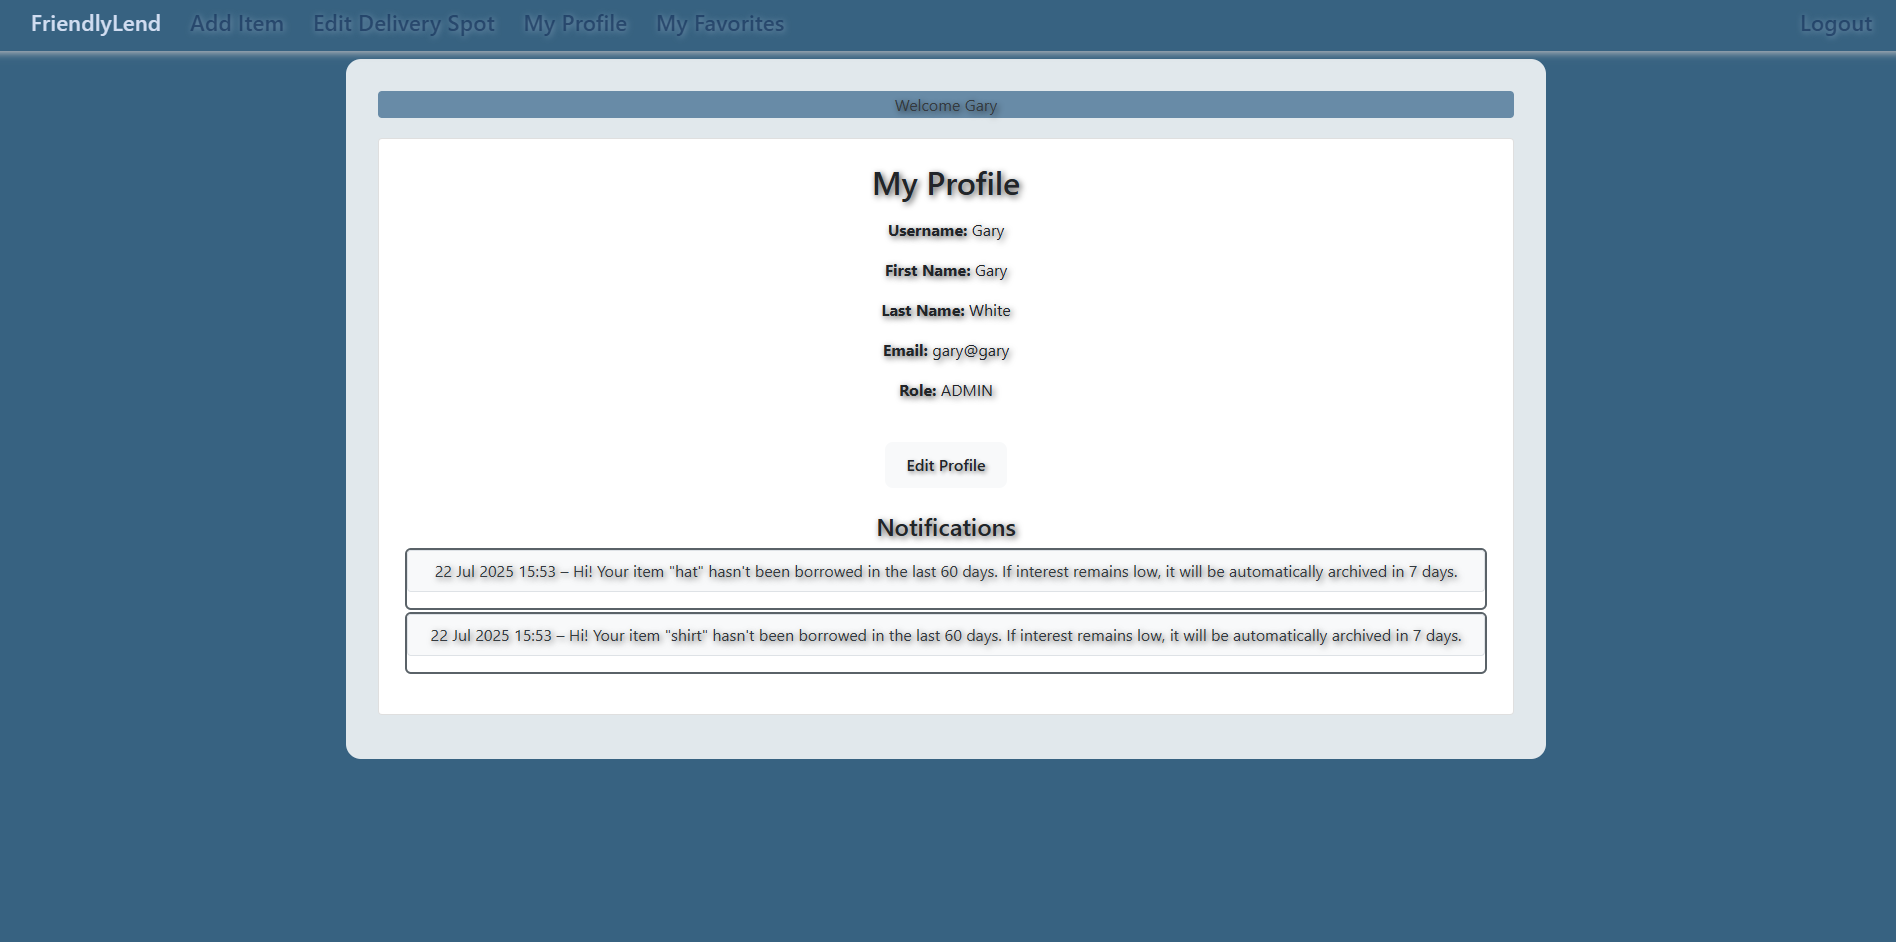 FriendlyLend Add Item Edit Delivery Spot My Profile My Favorites Logout
Welcome Gary
My Profile
Username: Gary
First Name: Gary
Last Name: White
Email: gary@gary
Role: ADMIN
Edit Profile
Notifications
22 Jul 2025 15:53 – Hi! Your item "hat" hasn't been borrowed in the last 60 days. If interest remains low, it will be automatically archived in 7 days.
22 Jul 2025 15:53 – Hi! Your item "shirt" hasn't been borrowed in the last 60 days. If interest remains low, it will be automatically archived in 7 days.